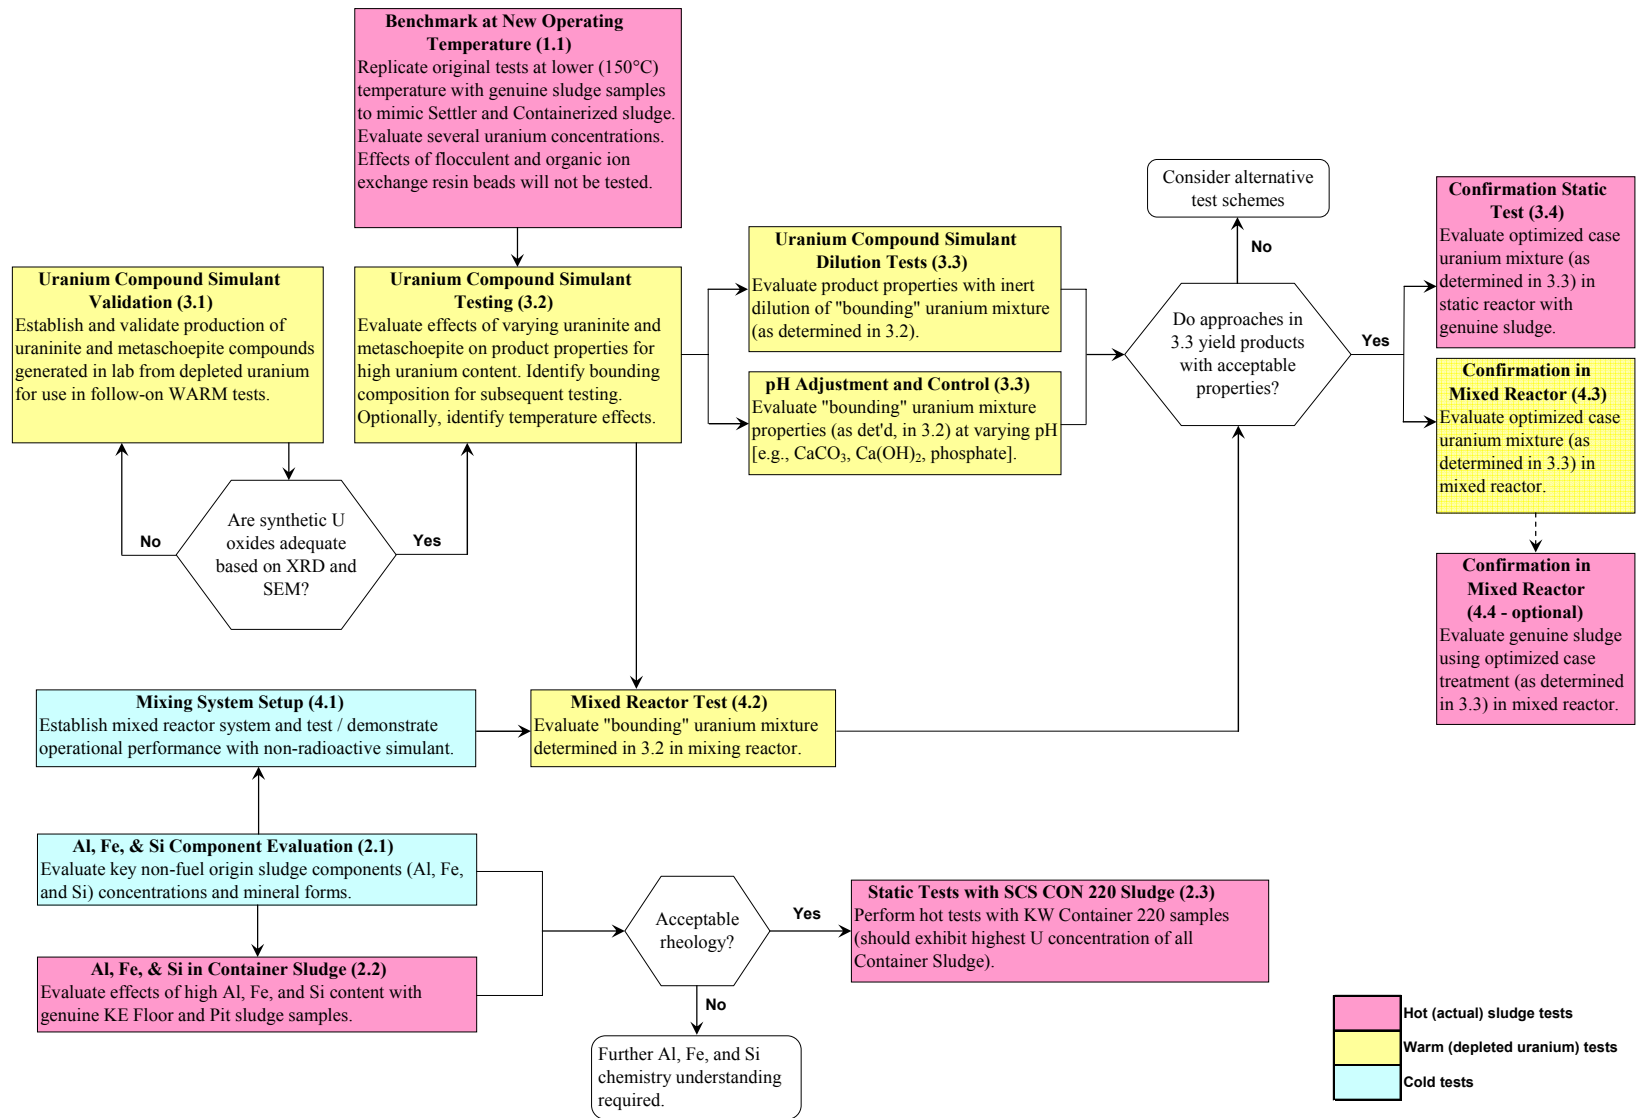 Benchmark at New Operating
Temperature (1.1)
Replicate original tests at lower (150°C)
temperature with genuine sludge samples
to mimic Settler and Containerized sludge.
Evaluate several uranium concentrations.
Effects of flocculent and organic ion
exchange resin beads will not be tested.
Uranium Compound Simulant
Validation (3.1)
Establish and validate production of
uraninite and metaschoepite compounds
generated in lab from depleted uranium
for use in follow-on WARM tests.
Uranium Compound Simulant
Testing (3.2)
Evaluate effects of varying uraninite and
metaschoepite on product properties for
high uranium content. Identify bounding
composition for subsequent testing.
Optionally, identify temperature effects.
Uranium Compound Simulant
Dilution Tests (3.3)
Evaluate product properties with inert
dilution of "bounding" uranium mixture
(as determined in 3.2).
pH Adjustment and Control (3.3)
Evaluate "bounding" uranium mixture
properties (as det'd, in 3.2) at varying pH
[e.g., CaCO₃, Ca(OH)₂, phosphate].
Consider alternative
test schemes
No
Do approaches in
3.3 yield products
with acceptable
properties?
Yes
Confirmation Static
Test (3.4)
Evaluate optimized case
uranium mixture (as
determined in 3.3) in
static reactor with
genuine sludge.
Confirmation in
Mixed Reactor (4.3)
Evaluate optimized case
uranium mixture (as
determined in 3.3) in
mixed reactor.
Confirmation in
Mixed Reactor
(4.4 - optional)
Evaluate genuine sludge
using optimized case
treatment (as determined
in 3.3) in mixed reactor.
No
Are synthetic U
oxides adequate
based on XRD and
SEM?
Yes
Mixing System Setup (4.1)
Establish mixed reactor system and test / demonstrate
operational performance with non-radioactive simulant.
Mixed Reactor Test (4.2)
Evaluate "bounding" uranium mixture
determined in 3.2 in mixing reactor.
Al, Fe, & Si Component Evaluation (2.1)
Evaluate key non-fuel origin sludge components (Al, Fe,
and Si) concentrations and mineral forms.
Al, Fe, & Si in Container Sludge (2.2)
Evaluate effects of high Al, Fe, and Si content with
genuine KE Floor and Pit sludge samples.
Acceptable
rheology?
Yes
Static Tests with SCS CON 220 Sludge (2.3)
Perform hot tests with KW Container 220 samples
(should exhibit highest U concentration of all
Container Sludge).
No
Further Al, Fe, and Si
chemistry understanding
required.
Hot (actual) sludge tests
Warm (depleted uranium) tests
Cold tests